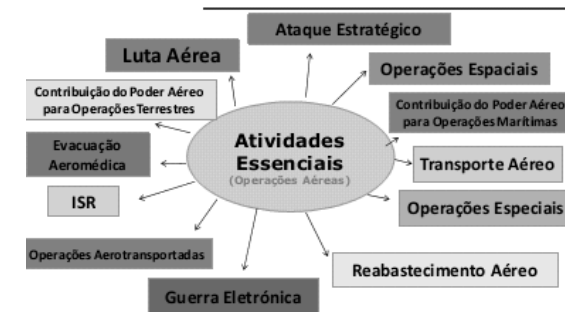 Ataque Estratégico
Luta Aérea
Operações Espaciais
Contribuição do Poder Aéreo
para Operações Terrestres
Contribuição do Poder Aéreo
para Operações Marítimas
Atividades
Essenciais
(Operações Aéreas)
Evacuação
Aeromédica
Transporte Aéreo
ISR
Operações Especiais
Operações Aerotransportadas
Reabastecimento Aéreo
Guerra Eletrónica